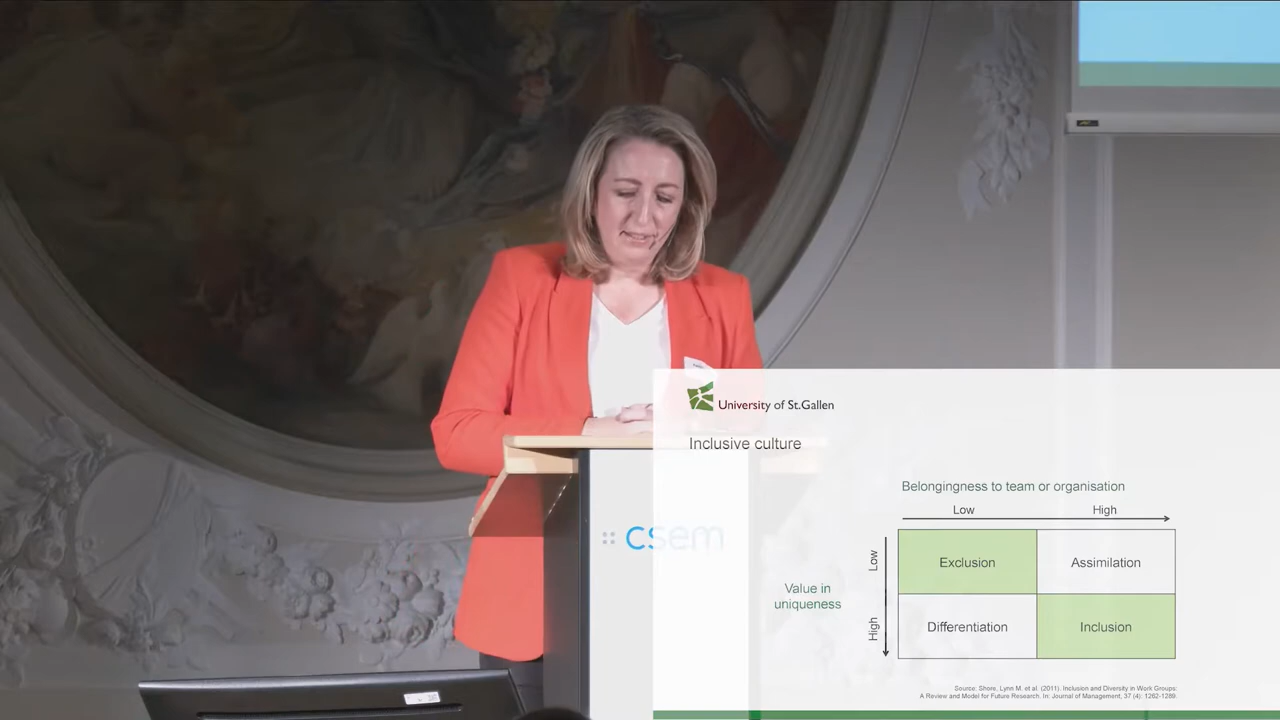 University of St.Gallen
Inclusive culture
Belongingness to team or organisation
Low High
Low
Exclusion Assimilation
Value in
uniqueness
High
Differentiation Inclusion
csem
Source: Shore, Lynn M. et al. (2011). Inclusion and Diversity in Work Groups:
A Review and Model for Future Research. In: Journal of Management, 37 (4): 1262-1289.